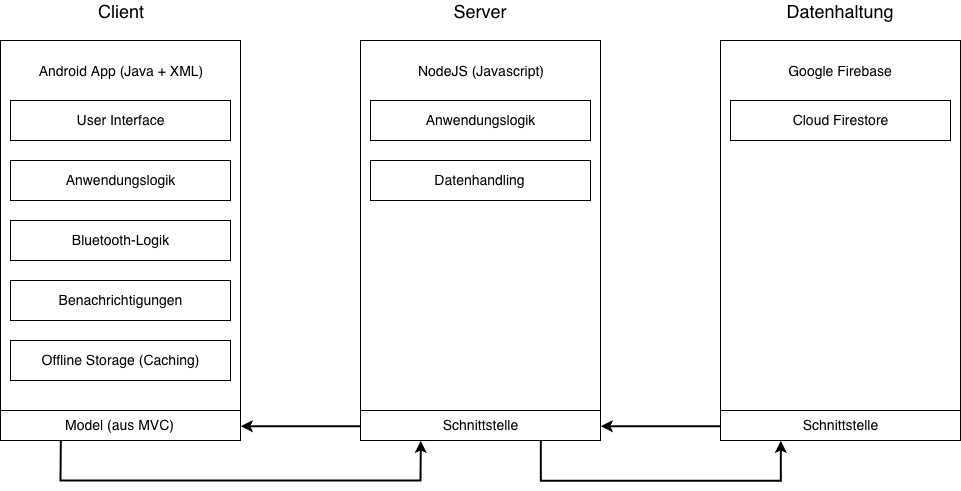 Client
Server
Datenhaltung
Android App (Java + XML)
User Interface
Anwendungslogik
Bluetooth-Logik
Benachrichtigungen
Offline Storage (Caching)
Model (aus MVC)
NodeJS (Javascript)
Anwendungslogik
Datenhandling
Schnittstelle
Google Firebase
Cloud Firestore
Schnittstelle